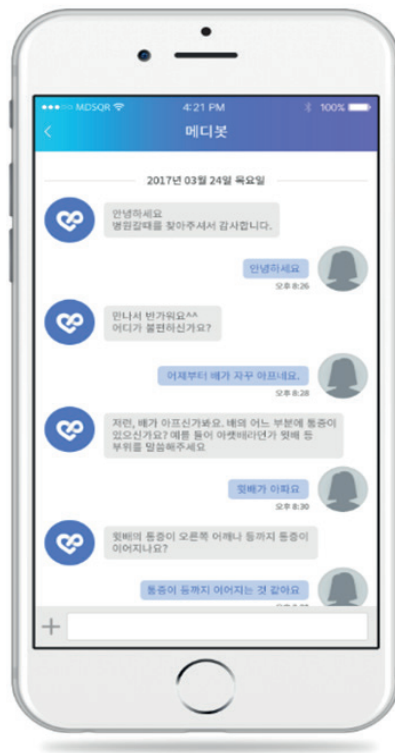 MDSQR 4:21 PM 100%
메디봇
2017년 03월 24일 목요일
안녕하세요
병원갈때를 찾아주셔서 감사합니다.
안녕하세요
오후 8:26
만나서 반가워요^^
어디가 불편하신가요?
어제부터 배가 자꾸 아프네요.
오후 8:28
저런, 배가 아프신가봐요. 배의 어느 부분에 통증이
있으신가요? 예를 들어 아랫배라던가 윗배 등
부위를 말씀해주세요
윗배가 아파요
오후 8:30
윗배의 통증이 오른쪽 어깨나 등까지 통증이
이어지나요?
통증이 등까지 이어지는 것 같아요